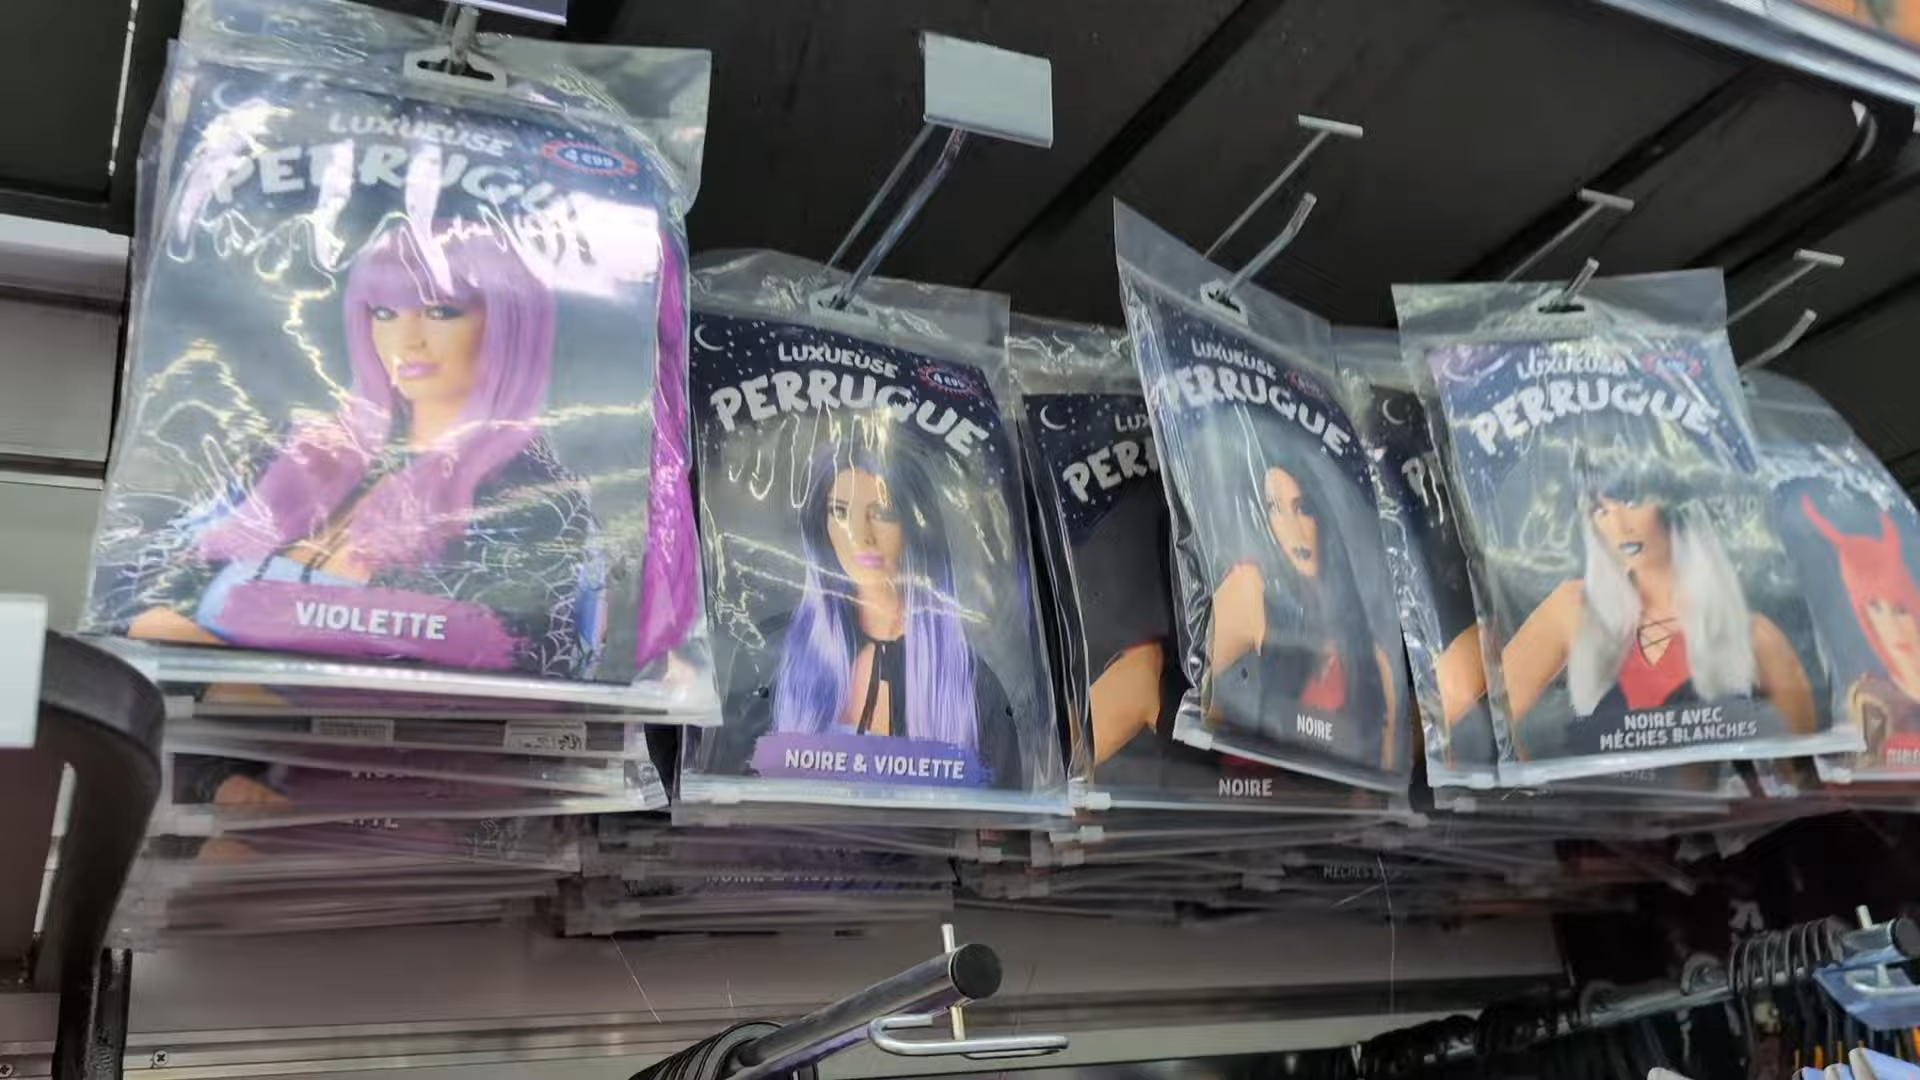 LUXUEUSE
PERRUQUE
4€99
VIOLETTE
LUXUEUSE
4€99
PERRUQUE
NOIRE & VIOLETTE
PER
LUXUEUSE
PERRUQUE
NOIRE
NOIRE
LUXUEUSE
PERRUQUE
NOIRE AVEC
MÈCHES BLANCHES